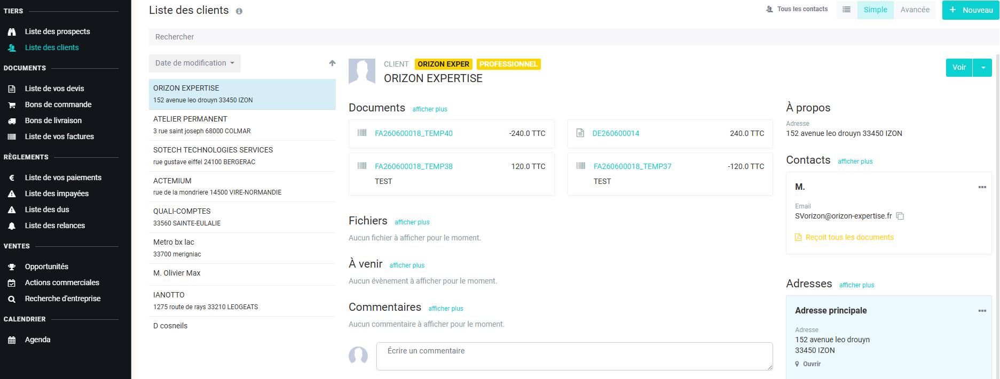 TIERS
Liste des prospects
Liste des clients
DOCUMENTS
Liste de vos devis
Bons de commande
Bons de livraison
Liste de vos factures
RÈGLEMENTS
Liste de vos paiements
Liste des impayées
Liste des dus
Liste des relances
VENTES
Opportunités
Actions commerciales
Recherche d'entreprise
CALENDRIER
Agenda
Liste des clients
Tous les contacts
Simple
Avancée
+ Nouveau
Rechercher
Date de modification
ORIZON EXPERTISE
152 avenue leo drouyn 33450 IZON
ATELIER PERMANENT
3 rue saint joseph 68000 COLMAR
SOTECH TECHNOLOGIES SERVICES
rue gustave eiffel 24100 BERGERAC
ACTEMIUM
rue de la mondriere 14500 VIRE-NORMANDIE
QUALI-COMPTES
33560 SAINTE-EULALIE
Metro bx lac
33700 merigniac
M. Olivier Max
IANOTTO
1275 route de rays 33210 LEOGEATS
D cosneils
CLIENT ORIZON EXPER PROFESSIONNEL
ORIZON EXPERTISE
Voir
Documents afficher plus
FA260600018_TEMP40 -240.0 TTC
DE260600014 240.0 TTC
FA260600018_TEMP38 120.0 TTC
TEST
FA260600018_TEMP37 -120.0 TTC
TEST
Fichiers afficher plus
Aucun fichier à afficher pour le moment.
À venir afficher plus
Aucun évènement à afficher pour le moment.
Commentaires afficher plus
Aucun commentaire à afficher pour le moment.
Écrire un commentaire
À propos
Adresse
152 avenue leo drouyn 33450 IZON
Contacts afficher plus
M.
Email
SVorizon@orizon-expertise.fr
Reçoit tous les documents
Adresses afficher plus
Adresse principale
Adresse
152 avenue leo drouyn
33450 IZON
Ouvrir